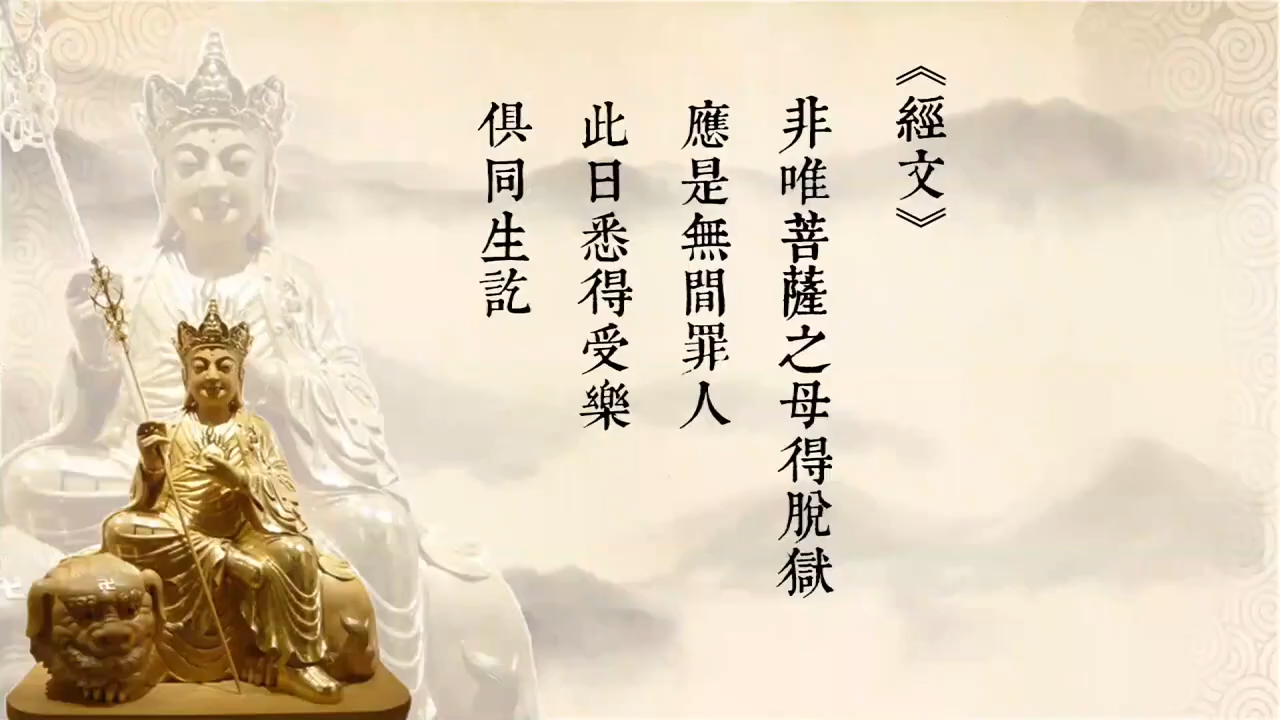 《經文》
非唯菩薩之母得脫獄
應是無間罪人
此日悉得受樂
俱同生訖